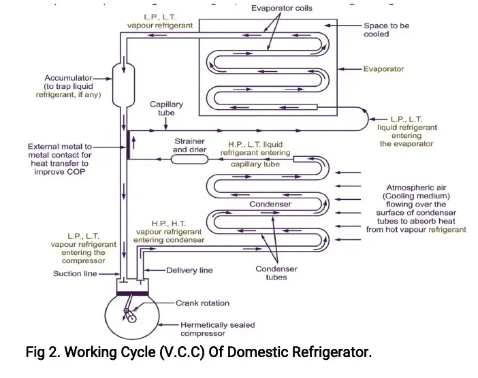 L.P., L.T.
vapour refrigerant
Evaporator coils
Space to be
cooled
Evaporator
Accumulator
(to trap liquid
refrigerant, if any)
Capillary
tube
L.P., L.T.
liquid refrigerant
entering
the evaporator
External metal to
metal contact for
heat transfer to
improve COP
Strainer
and drier
H.P., L.T. liquid
refrigerant entering
capillary tube
Condenser
Atmospheric air
(Cooling medium)
flowing over the
surface of condenser
tubes to absorb heat
from hot vapour refrigerant
L.P., L.T.
vapour refrigerant
entering the
compressor
H.P., H.T.
vapour refrigerant
entering condenser
Suction line
Delivery line
Condenser
tubes
Crank rotation
Hermetically sealed
compressor
Fig 2. Working Cycle (V.C.C) Of Domestic Refrigerator.